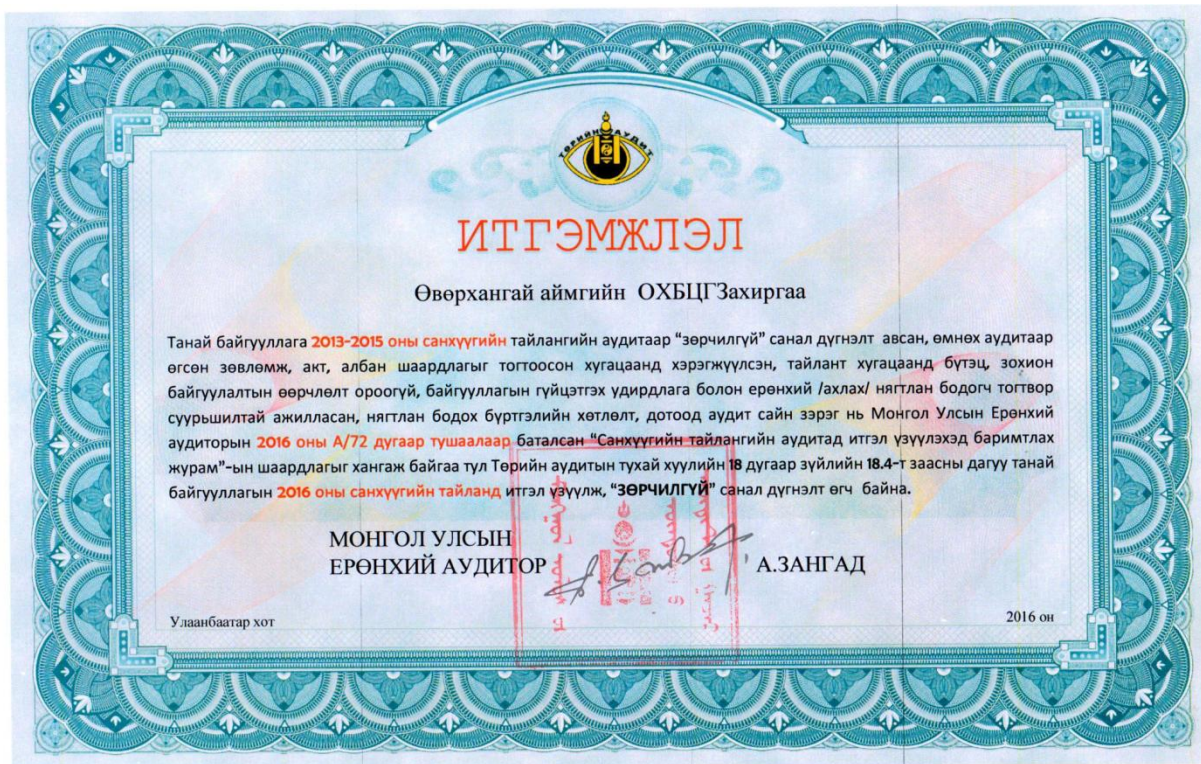 ТӨРИЙН АУДИТ
ИТГЭМЖЛЭЛ
Өвөрхангай аймгийн ОХБЦГЗахиргаа
Танай байгууллага 2013-2015 оны санхүүгийн тайлангийн аудитаар “зөрчилгүй” санал дүгнэлт авсан, өмнөх аудитаар
өгсөн зөвлөмж, акт, албан шаардлагыг тогтоосон хугацаанд хэрэгжүүлсэн, тайлант хугацаанд бүтэц, зохион
байгуулалтын өөрчлөлт ороогүй, байгууллагын гүйцэтгэх удирдлага болон ерөнхий /ахлах/ нягтлан бодогч тогтвор
суурьшилтай ажилласан, нягтлан бодох бүртгэлийн хөтлөлт, дотоод аудит сайн зэрэг нь Монгол Улсын Ерөнхий
аудиторын 2016 оны А/72 дугаар тушаалаар баталсан “Санхүүгийн тайлангийн аудитад итгэл үзүүлэхэд баримтлах
журам”-ын шаардлагыг хангаж байгаа тул Төрийн аудитын тухай хуулийн 18 дугаар зүйлийн 18.4-т заасны дагуу танай
байгууллагын 2016 оны санхүүгийн тайланд итгэл үзүүлж, “ЗӨРЧИЛГҮЙ” санал дүгнэлт өгч байна.
МОНГОЛ УЛСЫН
ЕРӨНХИЙ АУДИТОР А.ЗАНГАД
Улаанбаатар хот 2016 он